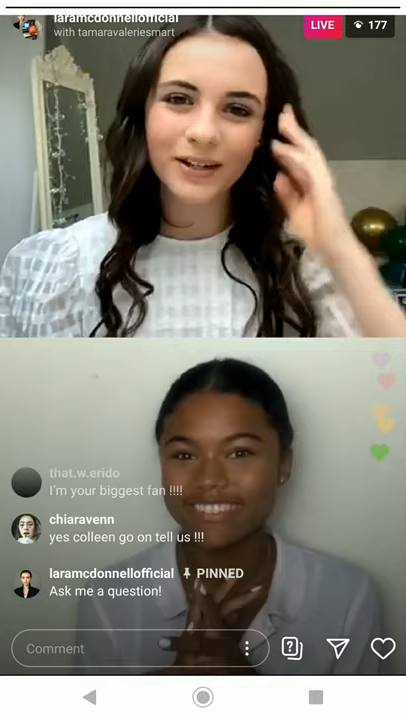 laramcdonnellofficial
with tamaravaleriesmart
LIVE
177
that.w.erido
I'm your biggest fan !!!!
chiaravenn
yes colleen go on tell us !!!
laramcdonnellofficial PINNED
Ask me a question!
Comment